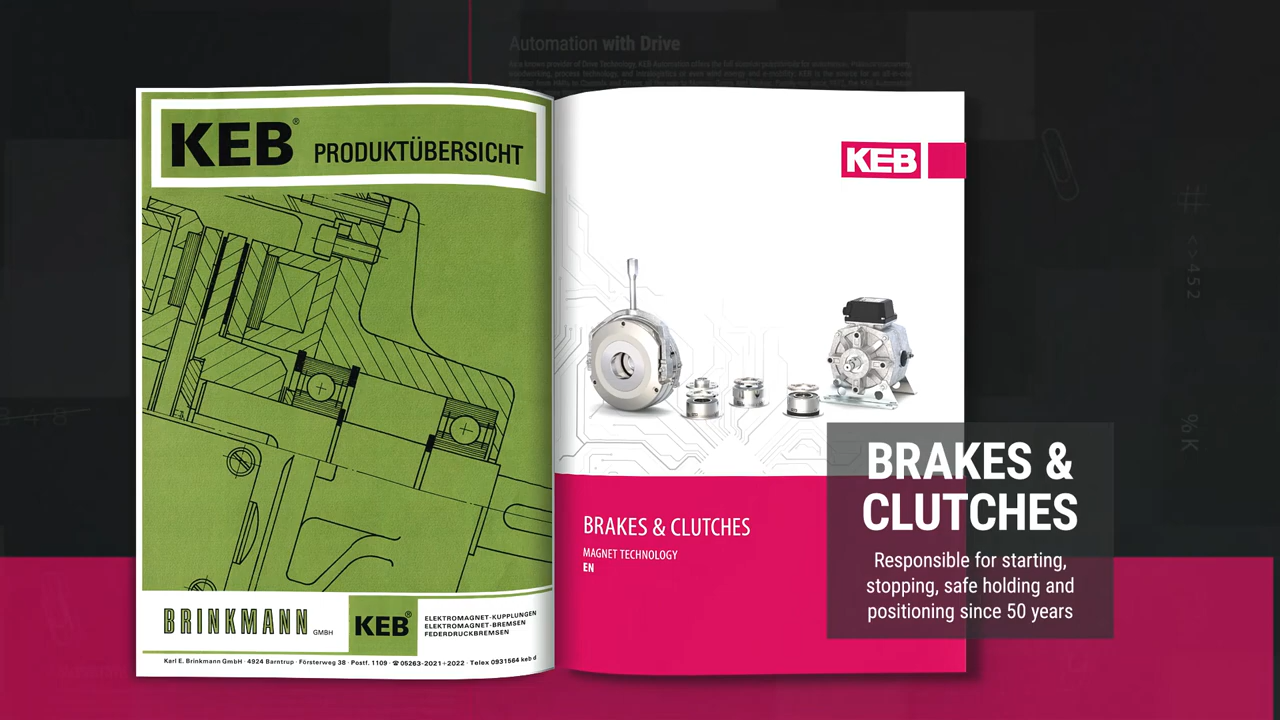 Automation with Drive
KEB®
PRODUKTÜBERSICHT
BRINKMANN GMBH
KEB®
ELEKTROMAGNET-KUPPLUNGEN
ELEKTROMAGNET-BREMSEN
FEDERDRUCKBREMSEN
Karl E. Brinkmann GmbH · 4924 Barntrup · Försterweg 38 · Postf. 1109 · ☎ 05263-2021÷2022 · Telex 0931564 keb d
KEB
BRAKES & CLUTCHES
MAGNET TECHNOLOGY
EN
BRAKES &
CLUTCHES
Responsible for starting,
stopping, safe holding and
positioning since 50 years
#
<>452
%K